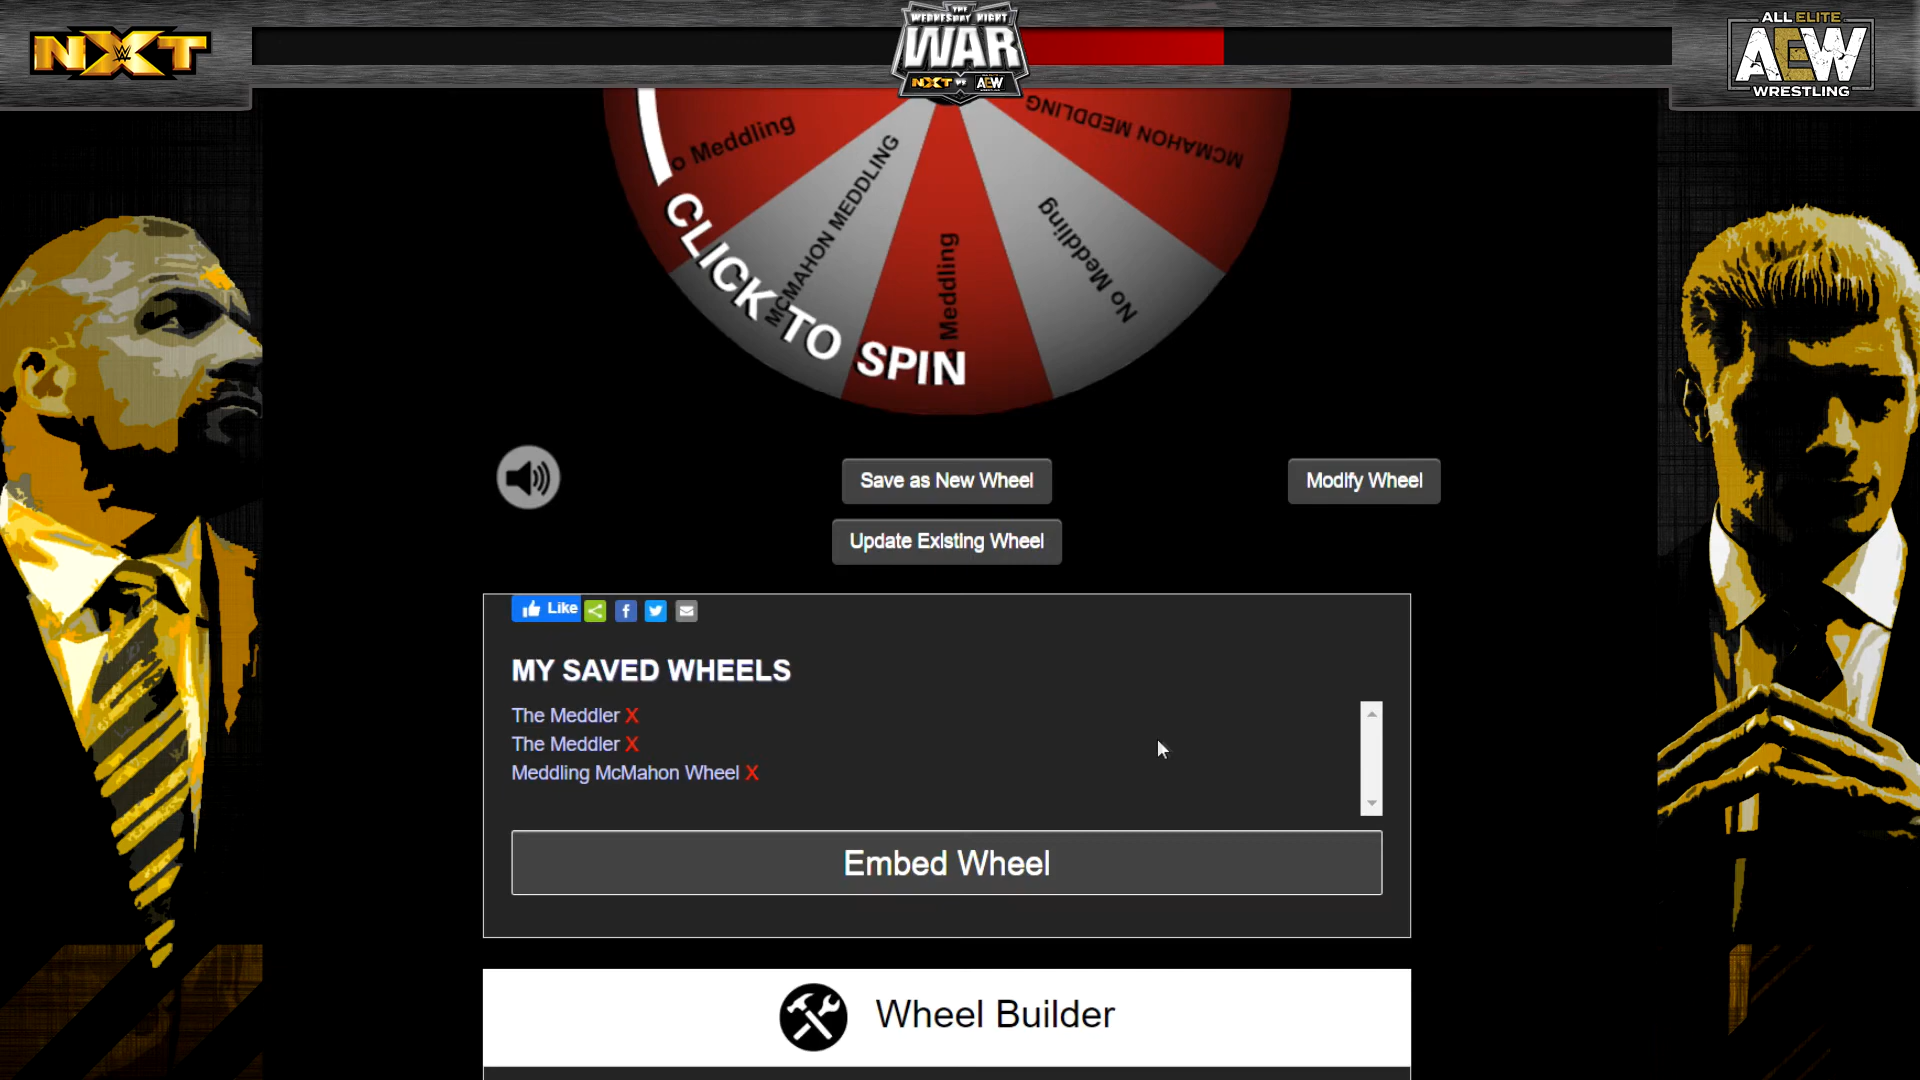 NXT
W
THE
WEDNESDAY NIGHT
WAR
NXT VS AEW
ALL ELITE
AEW
WRESTLING
o Meddling
MCMAHON MEDDLING
Meddling
No Meddling
MCMAHON MEDDLING
CLICK TO SPIN
Save as New Wheel
Modify Wheel
Update Existing Wheel
Like
MY SAVED WHEELS
The Meddler X
The Meddler X
Meddling McMahon Wheel X
Embed Wheel
Wheel Builder